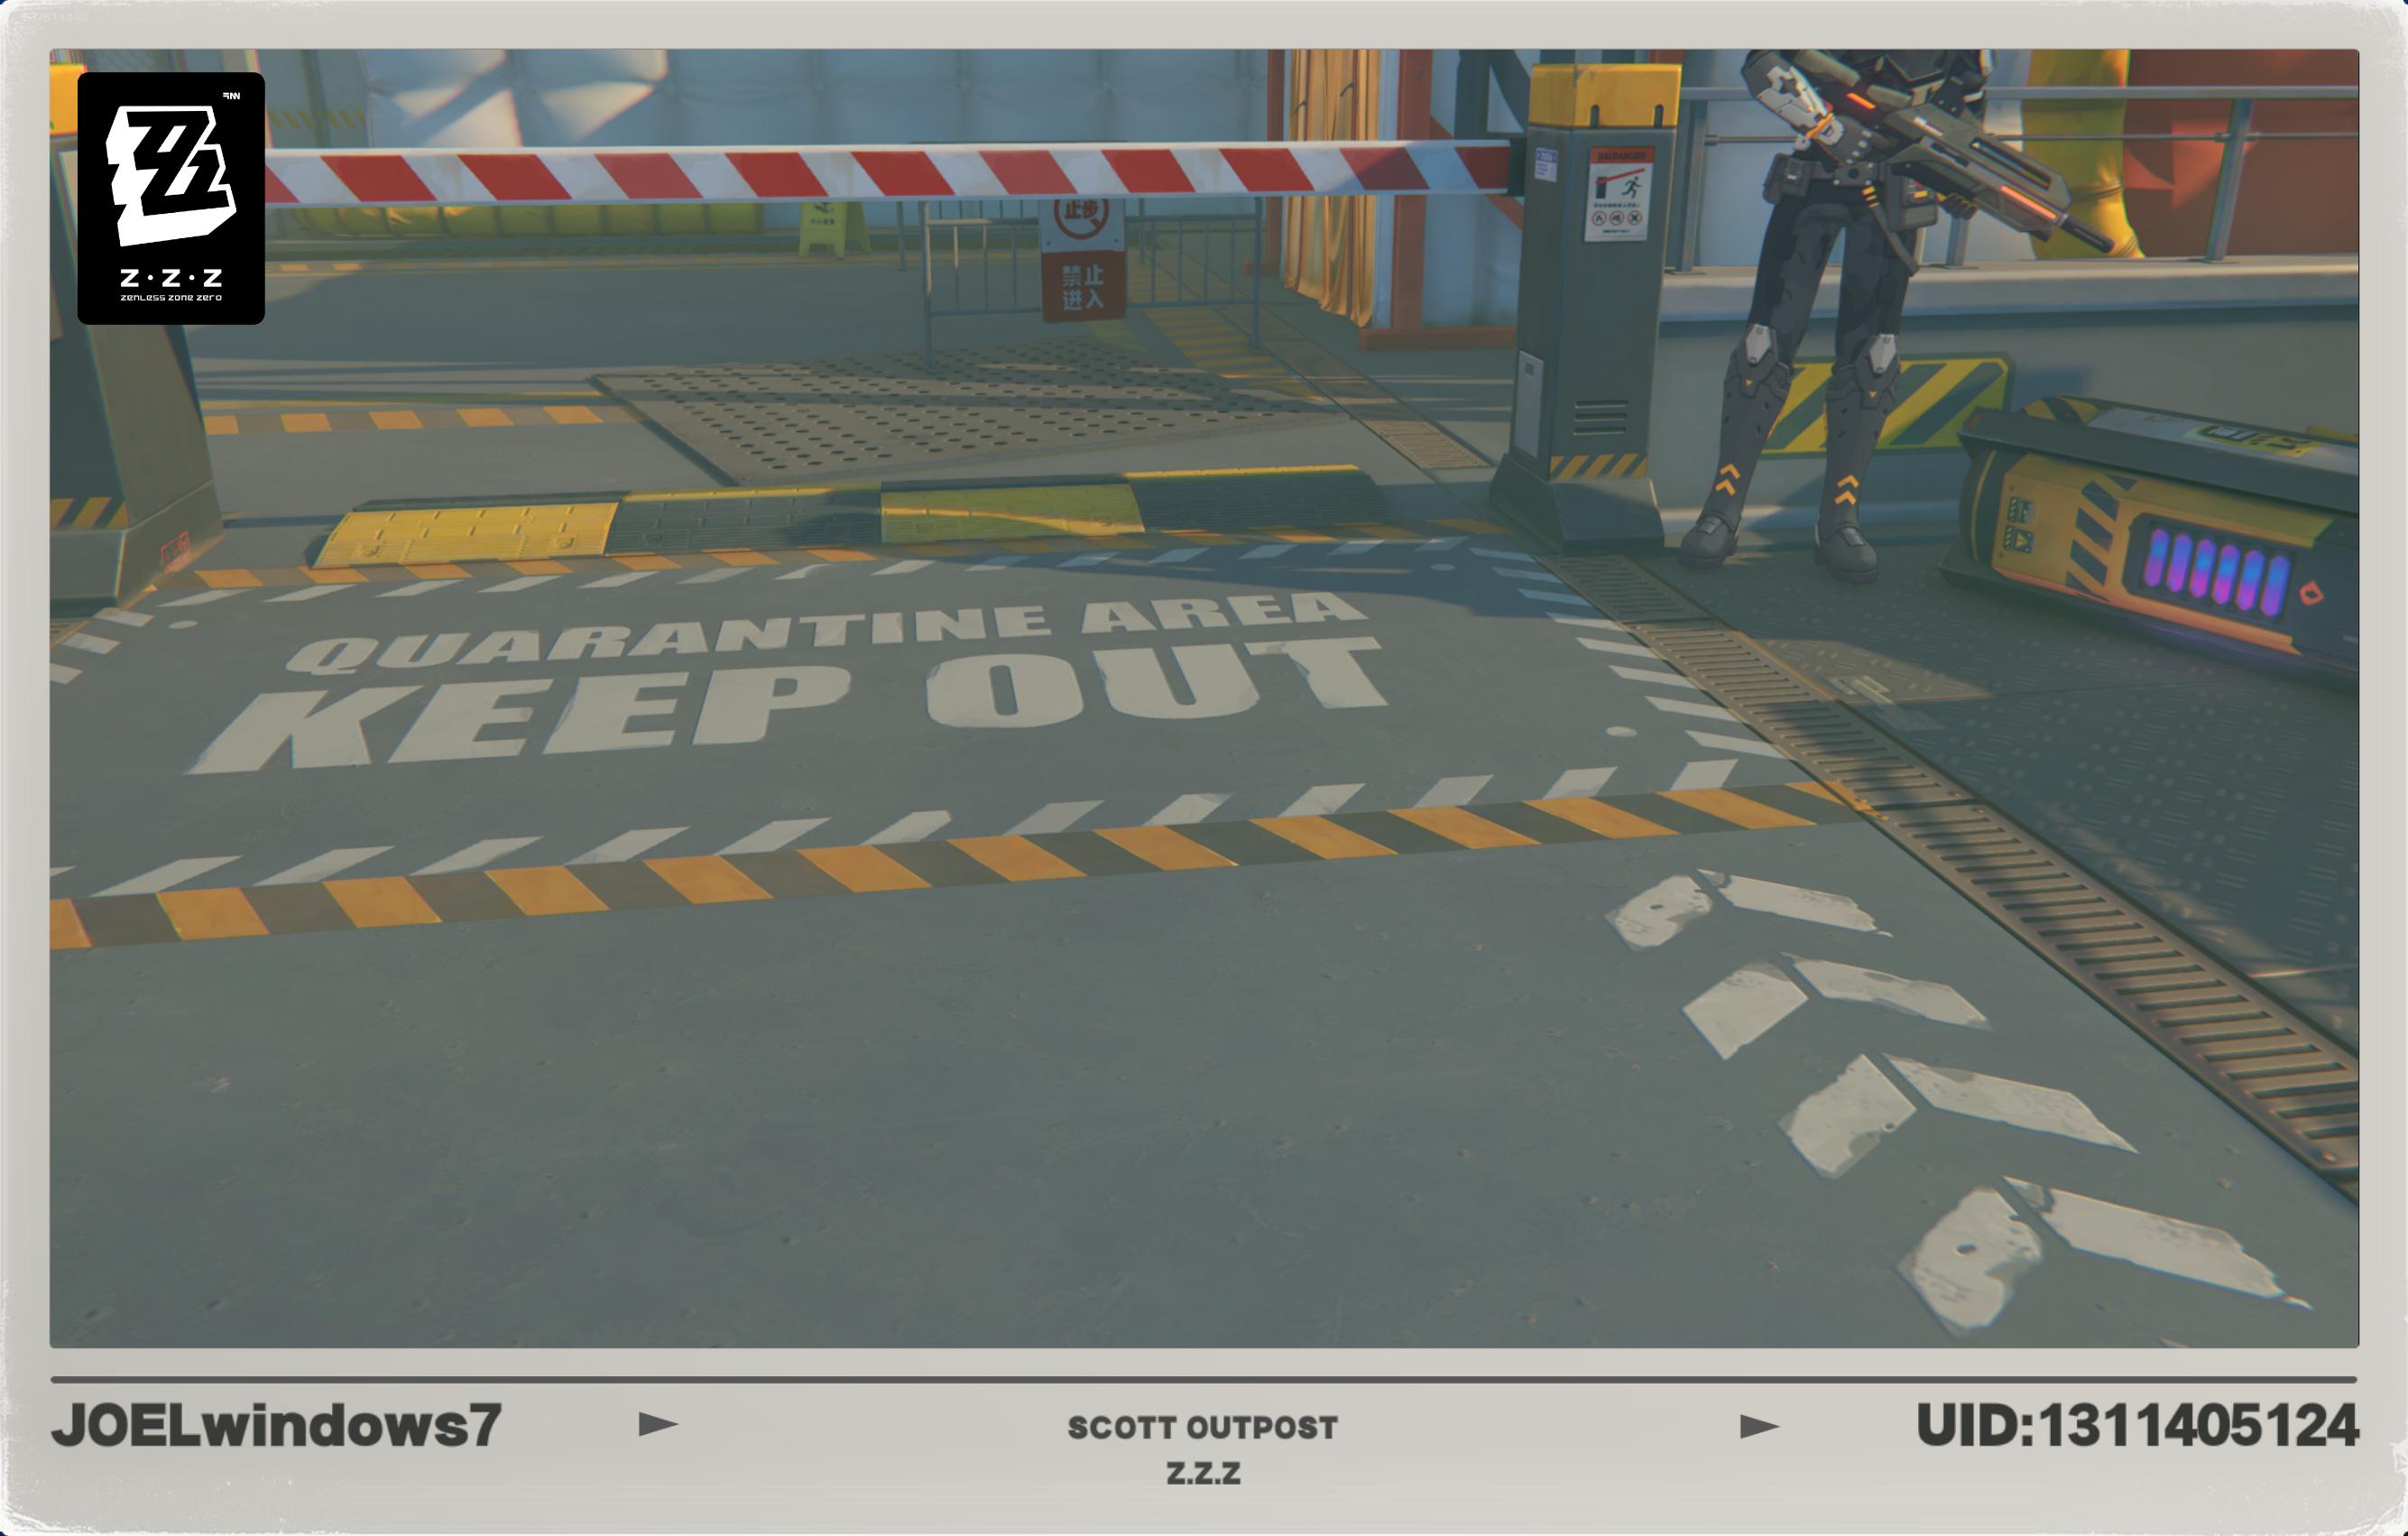 Z·Z·Z
ZENLESS ZONE ZERO
止步
禁止
进入
QUARANTINE AREA
KEEP OUT
JOELwindows7
SCOTT OUTPOST
UID:1311405124
Z.Z.Z